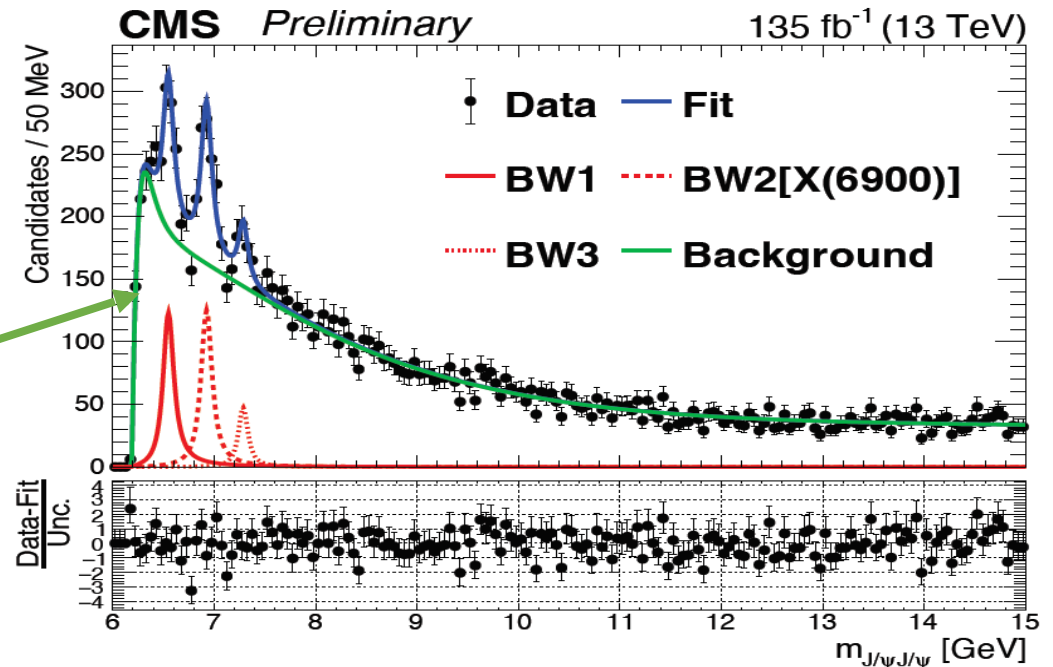 CMS Preliminary 135 fb⁻¹ (13 TeV)
Candidates / 50 MeV
300
250
200
150
100
50
0
Data Fit
BW1 BW2[X(6900)]
BW3 Background
Data-Fit
Unc.
4
3
2
1
0
−1
−2
−3
−4
6 7 8 9 10 11 12 13 14 15
m_{J/ψJ/ψ} [GeV]